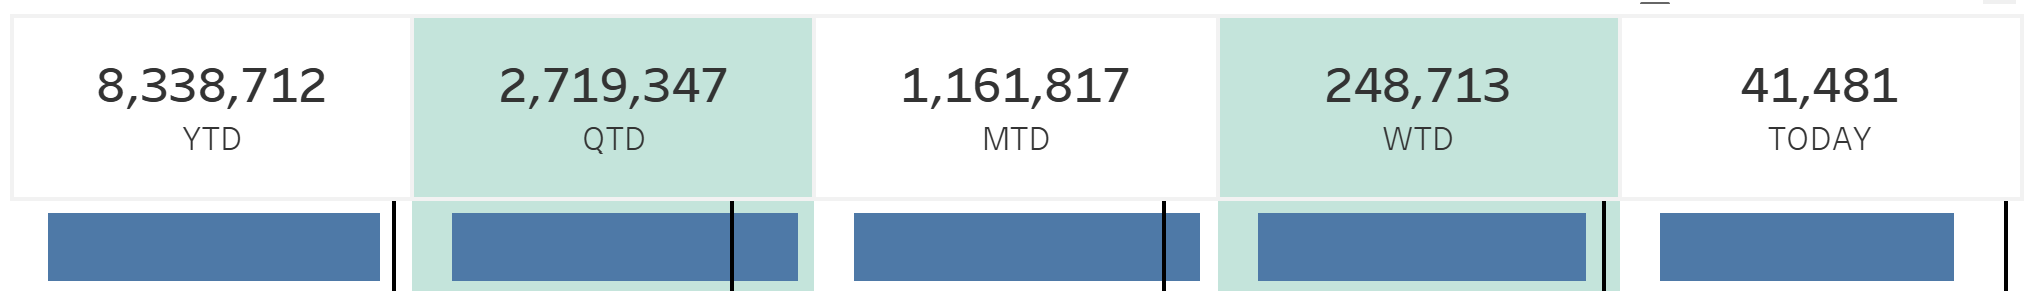 8,338,712 2,719,347 1,161,817 248,713 41,481
YTD QTD MTD WTD TODAY